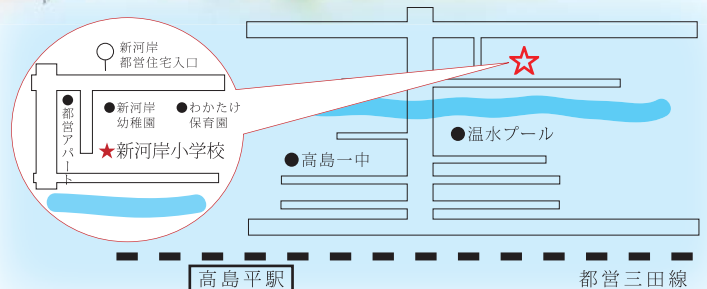 新河岸
都営住宅入口
●新河岸
幼稚園
●わかたけ
保育園
●都営アパート
★新河岸小学校
●温水プール
●高島一中
高島平駅
都営三田線